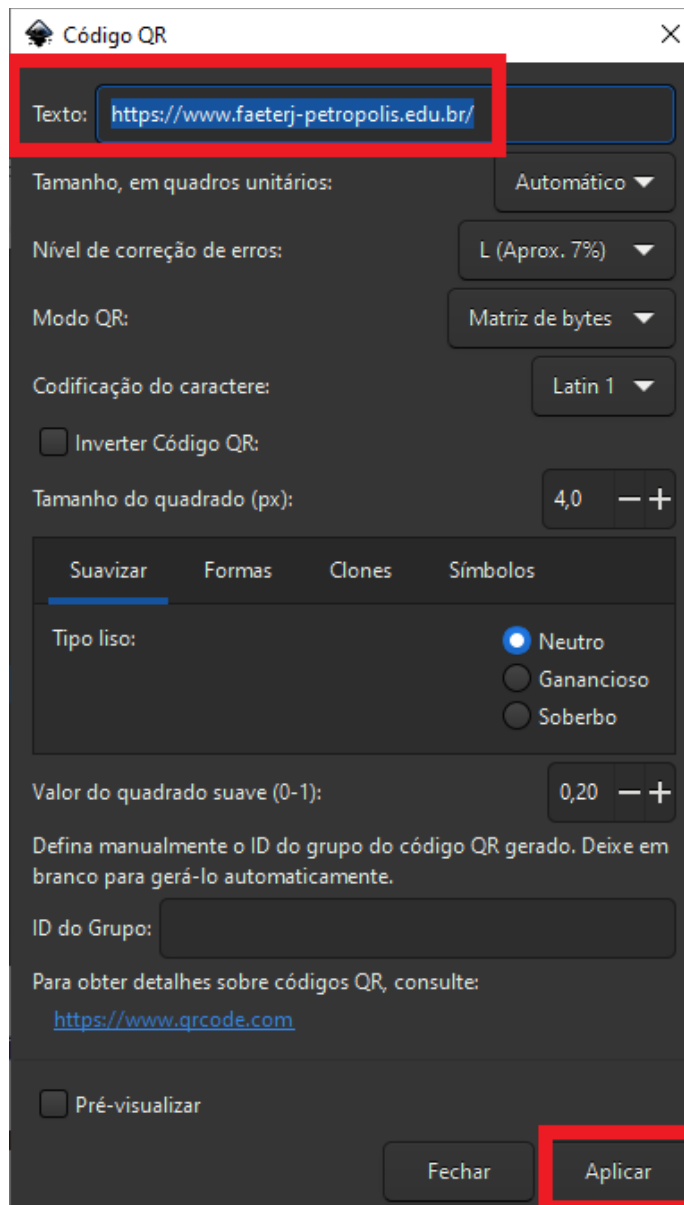 Código QR
Texto: https://www.faeterj-petropolis.edu.br/
Tamanho, em quadros unitários: Automático
Nível de correção de erros: L (Aprox. 7%)
Modo QR: Matriz de bytes
Codificação do caractere: Latin 1
Inverter Código QR:
Tamanho do quadrado (px): 4,0
Suavizar Formas Clones Símbolos
Tipo liso: Neutro
Ganancioso
Soberbo
Valor do quadrado suave (0-1): 0,20
Defina manualmente o ID do grupo do código QR gerado. Deixe em
branco para gerá-lo automaticamente.
ID do Grupo:
Para obter detalhes sobre códigos QR, consulte:
https://www.qrcode.com
Pré-visualizar
Fechar Aplicar